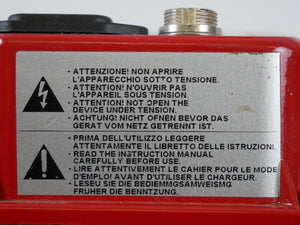 - ATTENZIONE! NON APRIRE
L'APPARECCHIO SOTTO TENSIONE.
- ATTENTION! N'OUVRIR PAP
L'APPAREIL SOUS TENSION.
- ATTENTION! NOT OPEN THE
DEVICE UNDER TENSION.
- ACHTUNG! NICHT OFNEN BEVOR DAS
GERAT VOM NETZ GETRENNT IST.
- PRIMA DELL'UTILIZZO LEGGERE
ATTENTAMENTE IL LIBRETTO DELLE ISTRUZIONI.
- READ THE INSTRUCTION MANUAL
CAREFULLY BEFORE USE.
- LIRE ATTENTIVEMENT LE CAHIER POUR LE MODE
D'EMPLOI AVANT D'UTILISER LE CHARGEUR.
- LESEU SIE DIE BEDIEMMGSAMWEISMG
FRUHER DIE BENNTZUNG.